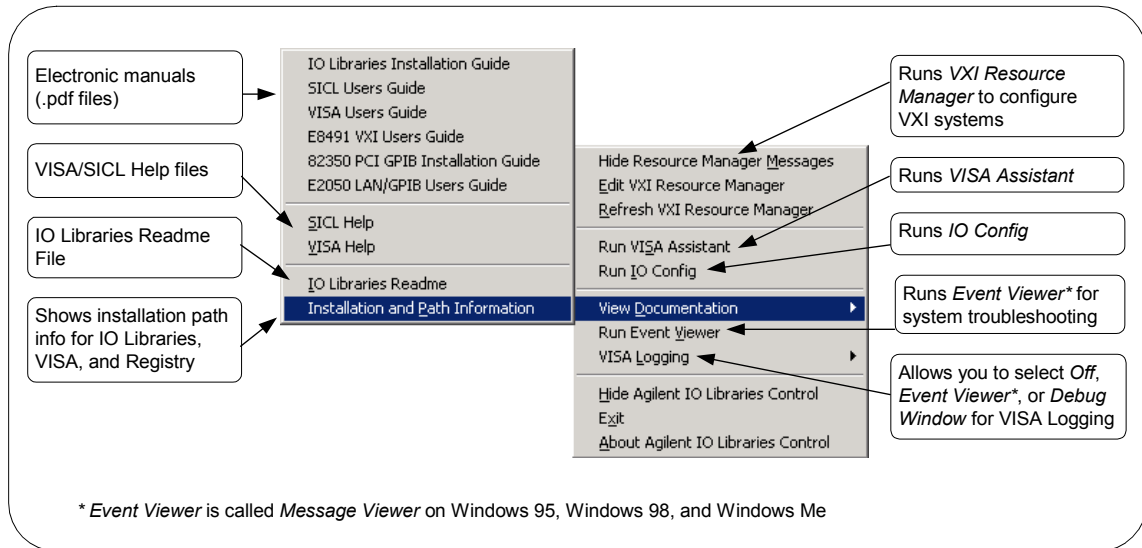 Electronic manuals
(.pdf files)
VISA/SICL Help files
IO Libraries Readme
File
Shows installation path
info for IO Libraries,
VISA, and Registry
IO Libraries Installation Guide
SICL Users Guide
VISA Users Guide
E8491 VXI Users Guide
82350 PCI GPIB Installation Guide
E2050 LAN/GPIB Users Guide
SICL Help
VISA Help
IO Libraries Readme
Installation and Path Information
Hide Resource Manager Messages
Edit VXI Resource Manager
Refresh VXI Resource Manager
Run VISA Assistant
Run IO Config
View Documentation
Run Event Viewer
VISA Logging
Hide Agilent IO Libraries Control
Exit
About Agilent IO Libraries Control
Runs VXI Resource
Manager to configure
VXI systems
Runs VISA Assistant
Runs IO Config
Runs Event Viewer* for
system troubleshooting
Allows you to select Off,
Event Viewer*, or Debug
Window for VISA Logging
* Event Viewer is called Message Viewer on Windows 95, Windows 98, and Windows Me